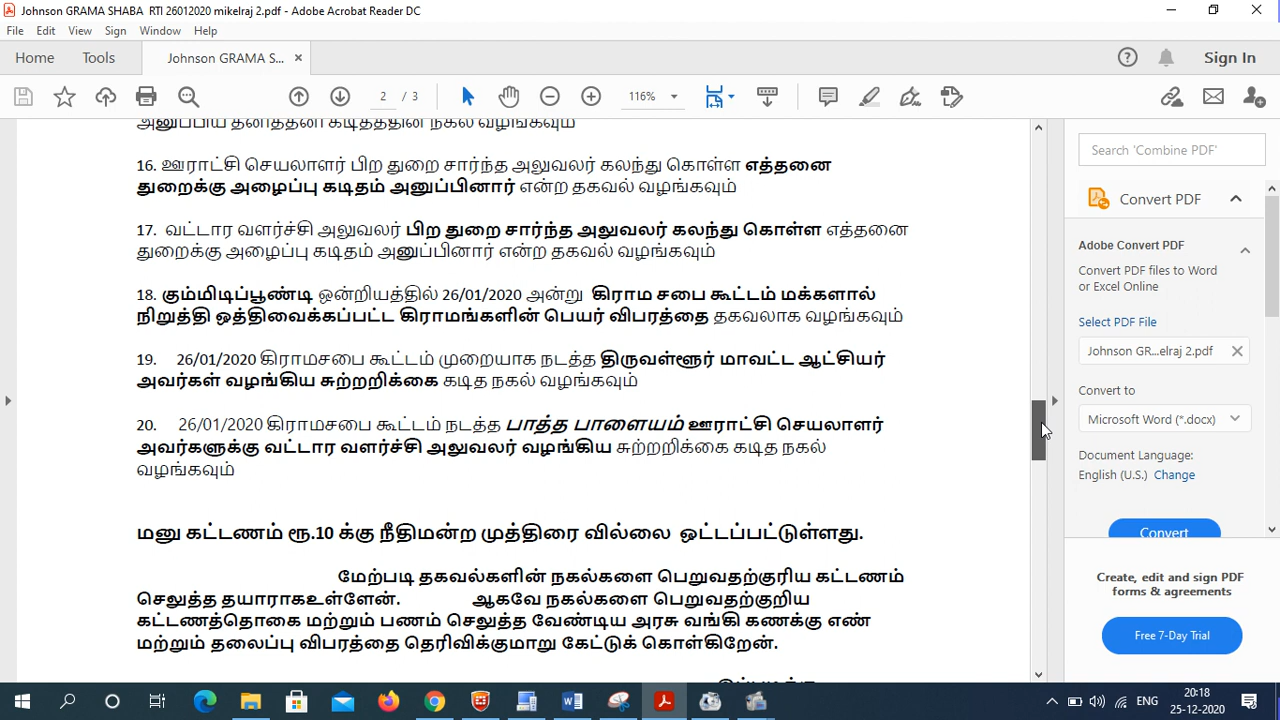 Johnson GRAMA SHABA  RTI 26012020 mikelraj 2.pdf - Adobe Acrobat Reader DC
File Edit View Sign Window Help
Home Tools Johnson GRAMA S... × Sign In
2 / 3 116%
அனுப்பிய தனித்தனி கடிதத்தின் நகல் வழங்கவும்
16. ஊராட்சி செயலாளர் பிற துறை சார்ந்த அலுவலர் கலந்து கொள்ள எத்தனை
துறைக்கு அழைப்பு கடிதம் அனுப்பினார் என்ற தகவல் வழங்கவும்
17.  வட்டார வளர்ச்சி அலுவலர் பிற துறை சார்ந்த அலுவலர் கலந்து கொள்ள எத்தனை
துறைக்கு அழைப்பு கடிதம் அனுப்பினார் என்ற தகவல் வழங்கவும்
18. கும்மிடிப்பூண்டி ஒன்றியத்தில் 26/01/2020 அன்று  கிராம சபை கூட்டம் மக்களால்
நிறுத்தி ஒத்திவைக்கப்பட்ட கிராமங்களின் பெயர் விபரத்தை தகவலாக வழங்கவும்
19.   26/01/2020 கிராமசபை கூட்டம் முறையாக நடத்த திருவள்ளூர் மாவட்ட ஆட்சியர்
அவர்கள் வழங்கிய சுற்றறிக்கை கடித நகல் வழங்கவும்
20.   26/01/2020 கிராமசபை கூட்டம் நடத்த பாத்த பாளையம் ஊராட்சி செயலாளர்
அவர்களுக்கு வட்டார வளர்ச்சி அலுவலர் வழங்கிய சுற்றறிக்கை கடித நகல்
வழங்கவும்
மனு கட்டணம் ரூ.10 க்கு நீதிமன்ற முத்திரை வில்லை  ஒட்டப்பட்டுள்ளது.
மேற்படி தகவல்களின் நகல்களை பெறுவதற்குரிய கட்டணம்
செலுத்த தயாராகஉள்ளேன். ஆகவே நகல்களை பெறுவதற்குறிய
கட்டணத்தொகை மற்றும் பணம் செலுத்த வேண்டிய அரசு வங்கி கணக்கு எண்
மற்றும் தலைப்பு விபரத்தை தெரிவிக்குமாறு கேட்டுக் கொள்கிறேன்.
Search 'Combine PDF'
Convert PDF
Adobe Convert PDF
Convert PDF files to Word
or Excel Online
Select PDF File
Johnson GR...elraj 2.pdf
Convert to
Microsoft Word (*.docx)
Document Language:
English (U.S.) Change
Convert
Create, edit and sign PDF
forms & agreements
Free 7-Day Trial
ENG
20:18
25-12-2020